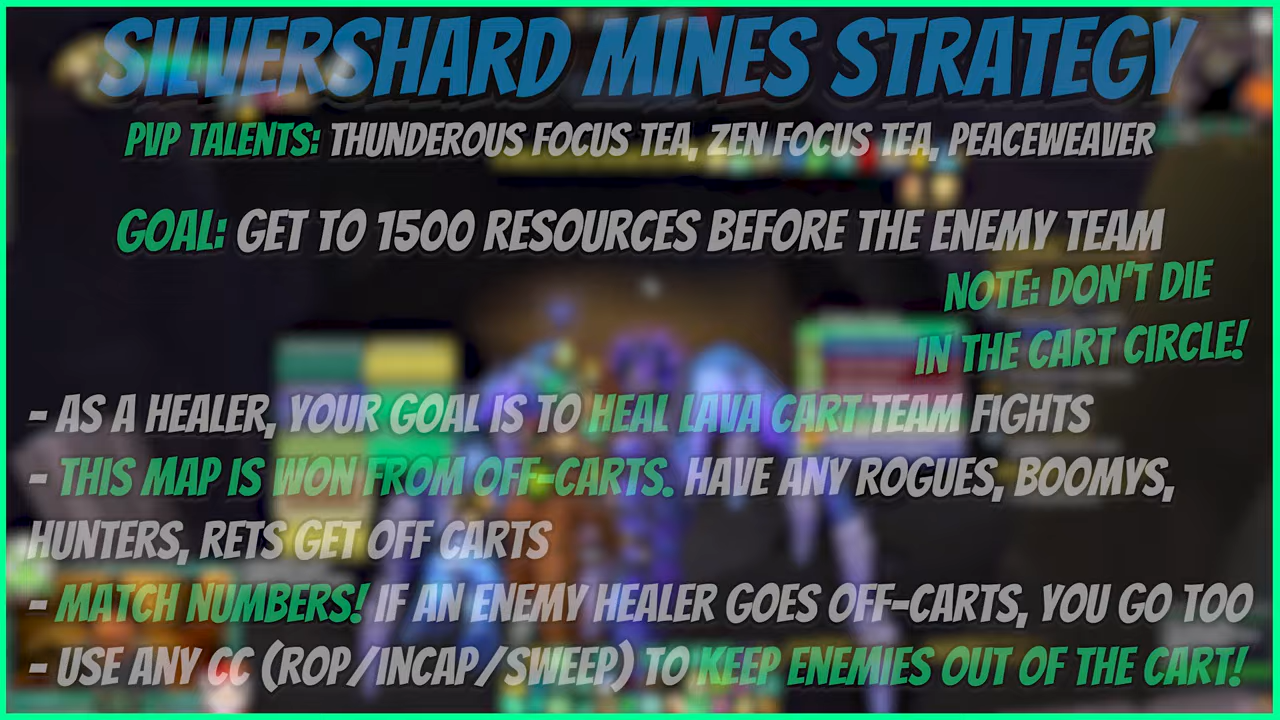 SILVERSHARD MINES STRATEGY
PVP TALENTS: THUNDEROUS FOCUS TEA, ZEN FOCUS TEA, PEACEWEAVER
GOAL: GET TO 1500 RESOURCES BEFORE THE ENEMY TEAM
NOTE: DON'T DIE
IN THE CART CIRCLE!
- AS A HEALER, YOUR GOAL IS TO HEAL LAVA CART TEAM FIGHTS
- THIS MAP IS WON FROM OFF-CARTS. HAVE ANY ROGUES, BOOMYS,
HUNTERS, RETS GET OFF CARTS
- MATCH NUMBERS! IF AN ENEMY HEALER GOES OFF-CARTS, YOU GO TOO
- USE ANY CC (ROP/INCAP/SWEEP) TO KEEP ENEMIES OUT OF THE CART!